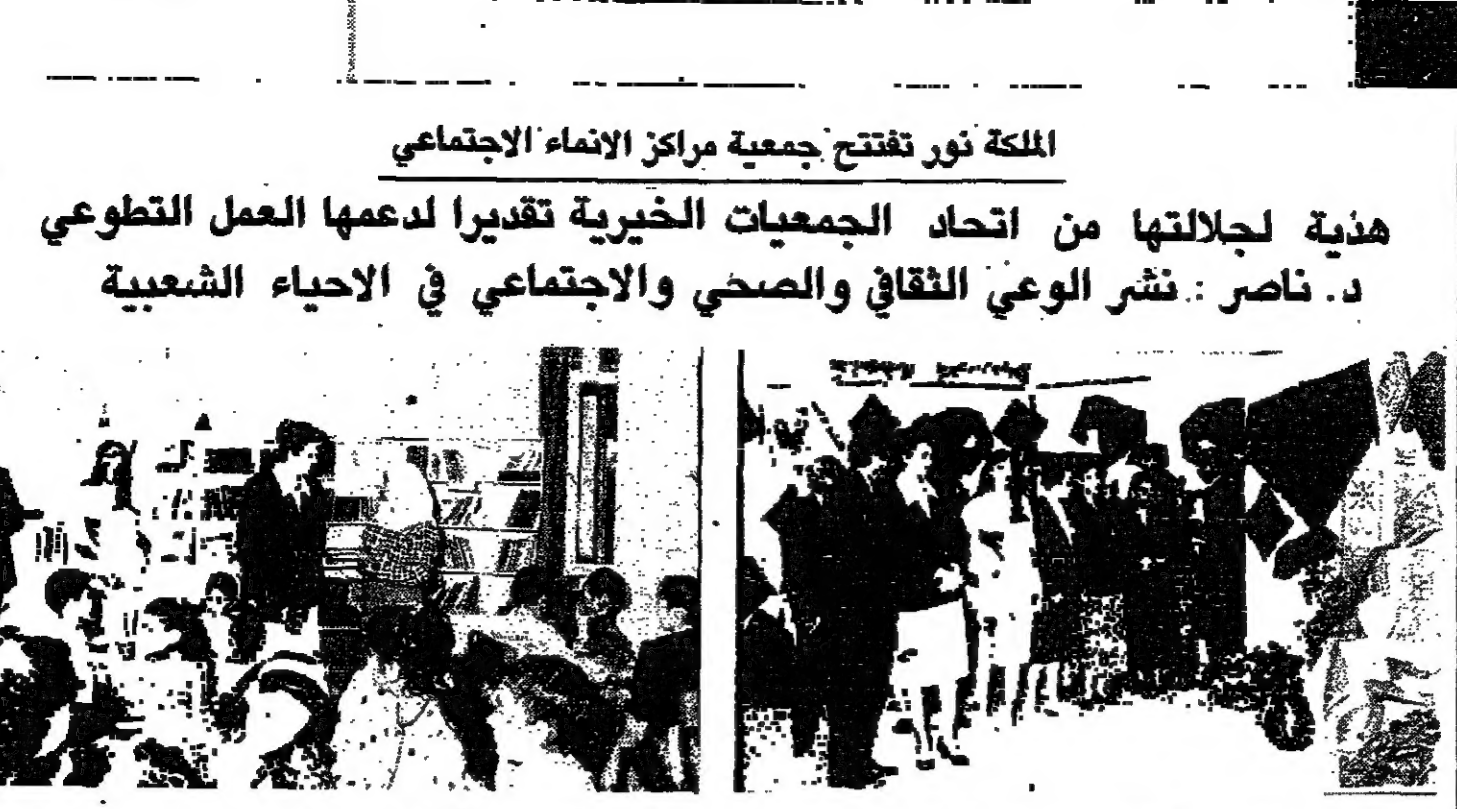 الملكة نور تفتتح جمعية مراكز الانماء الاجتماعي
هذية لجلالتها من اتحاد الجمعيات الخيرية تقديرا لدعمها العمل التطوعي
د. ناصر : نشر الوعي الثقافي والصحي والاجتماعي في الاحياء الشعبية